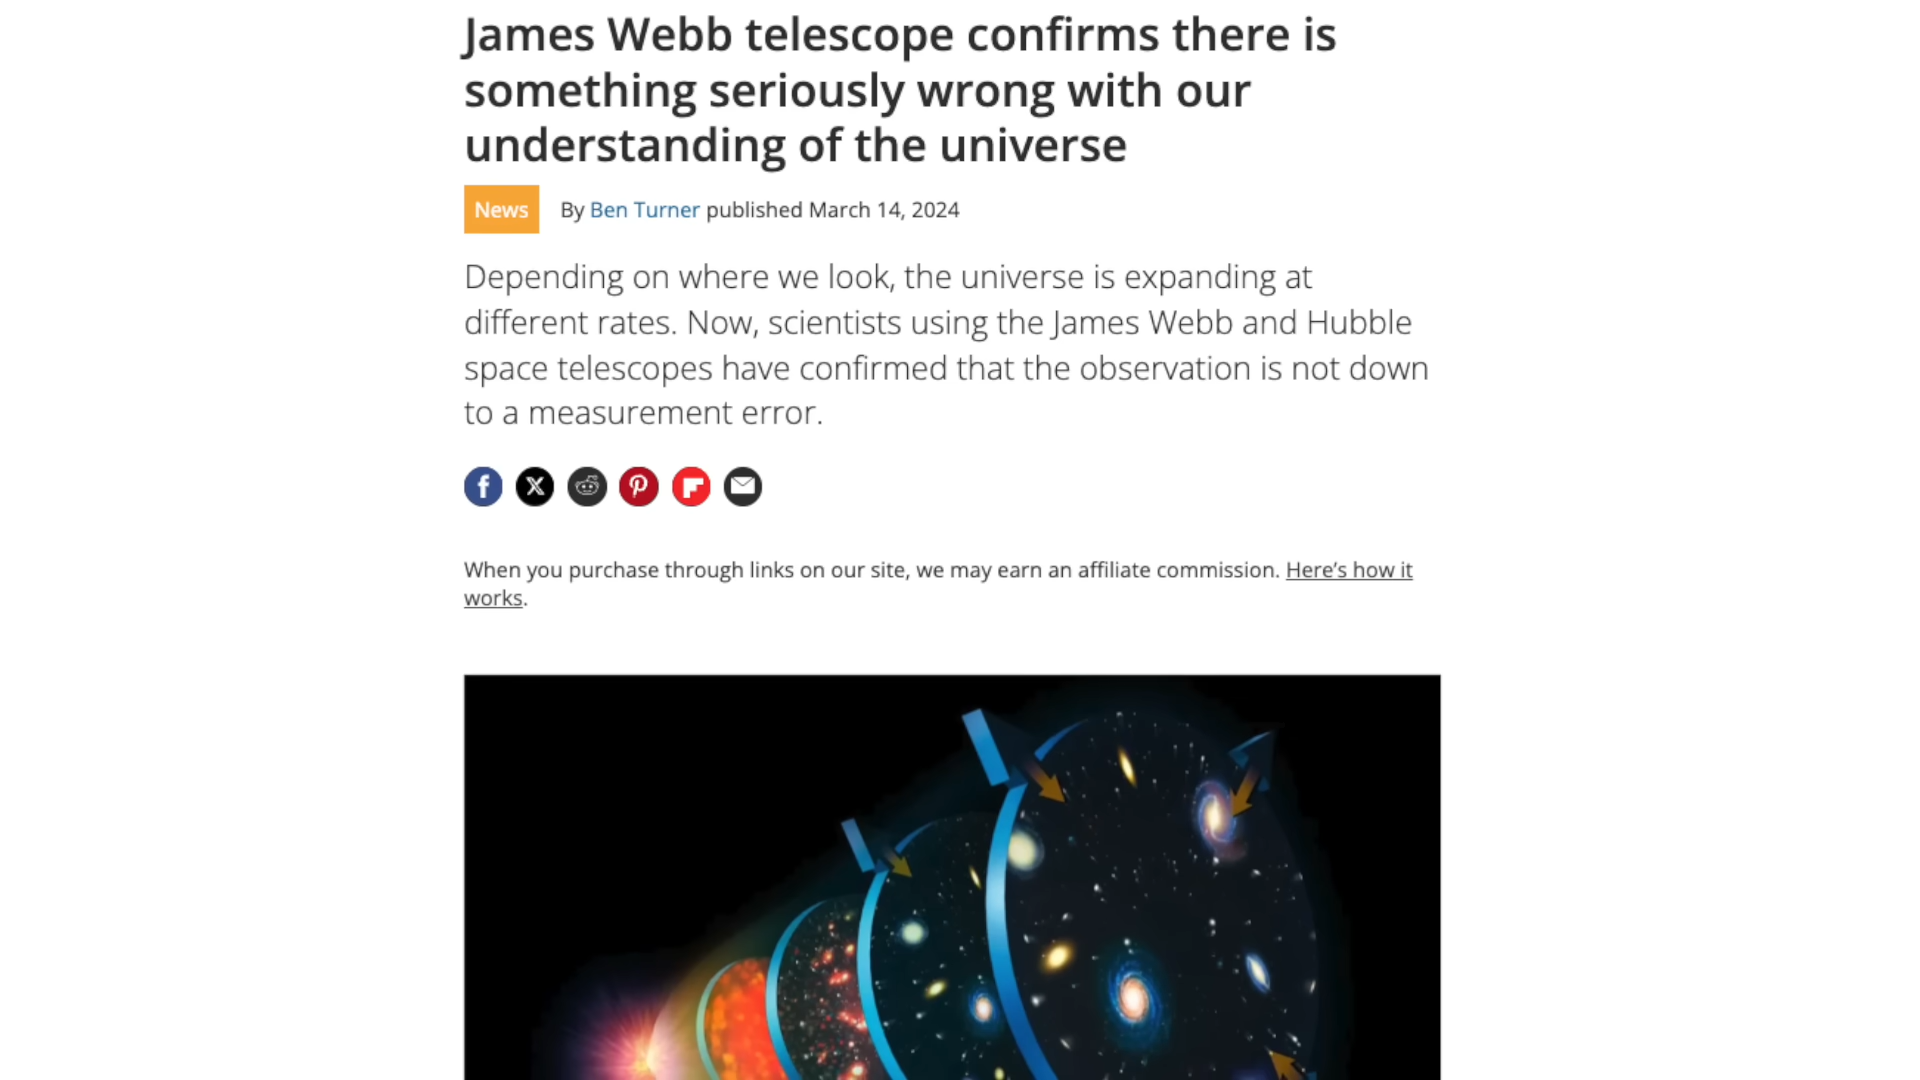 James Webb telescope confirms there is
something seriously wrong with our
understanding of the universe
News By Ben Turner published March 14, 2024
Depending on where we look, the universe is expanding at
different rates. Now, scientists using the James Webb and Hubble
space telescopes have confirmed that the observation is not down
to a measurement error.
When you purchase through links on our site, we may earn an affiliate commission. Here’s how it
works.